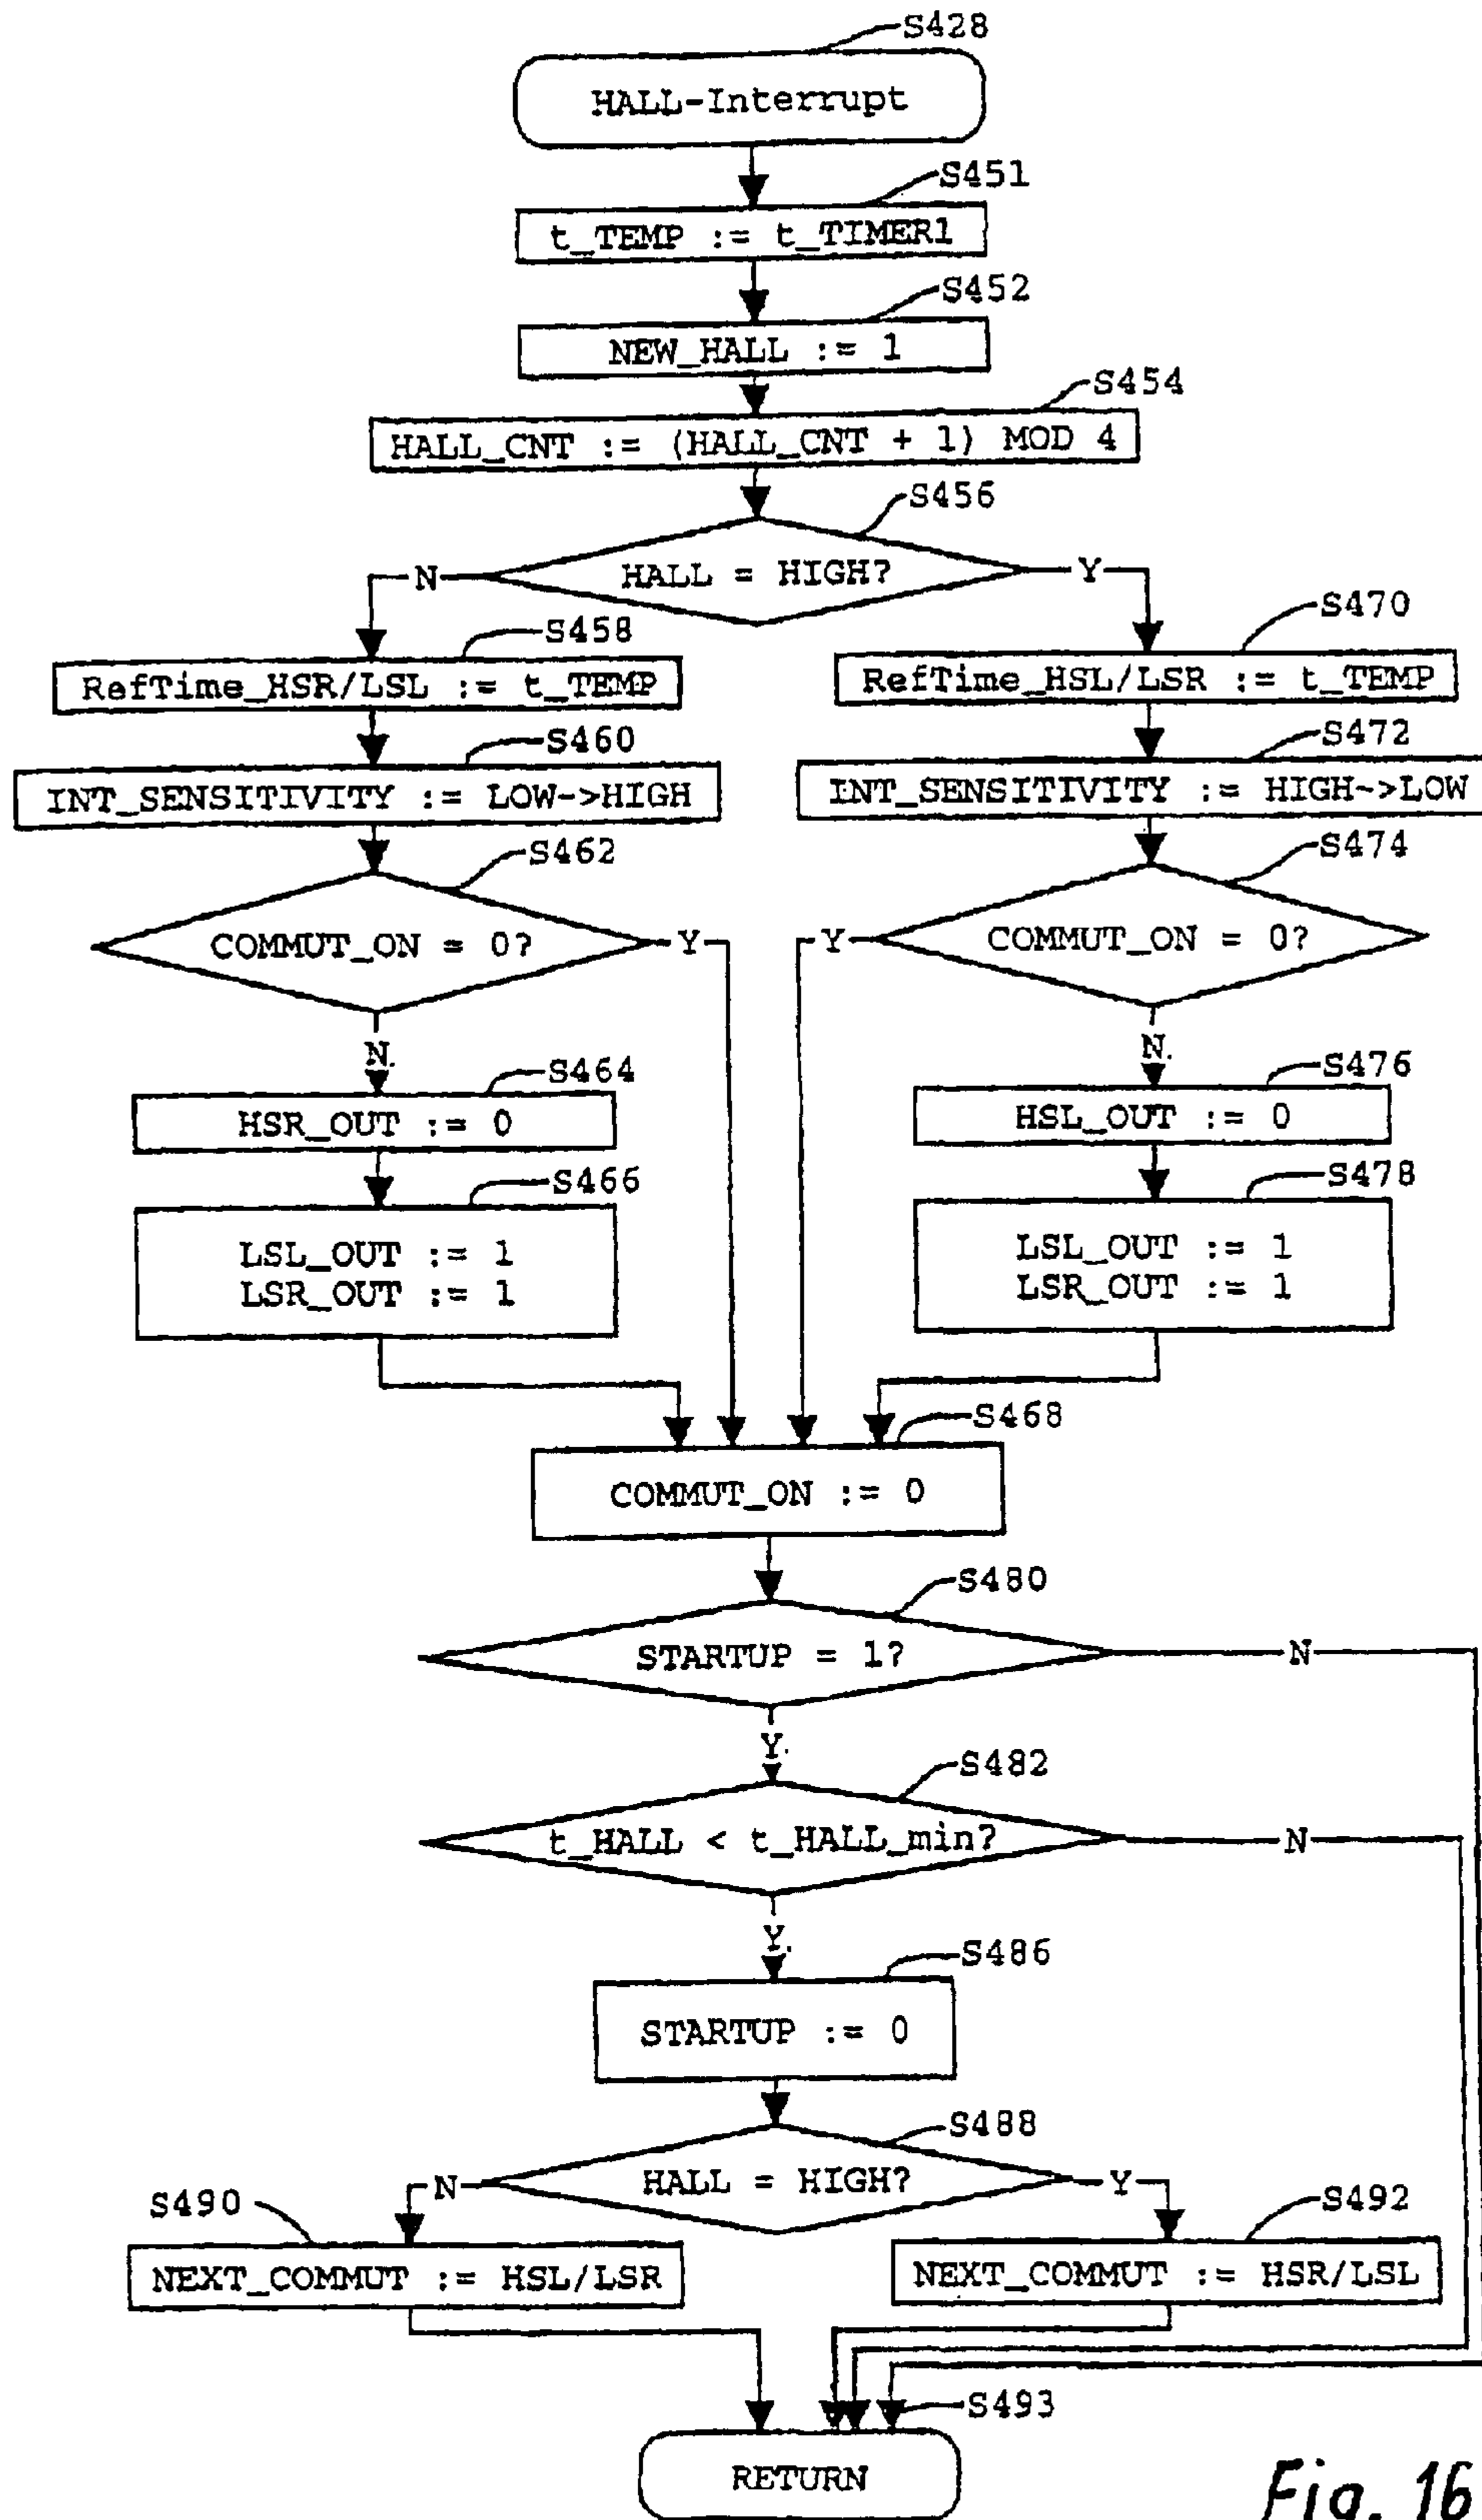 S428
HALL-Interrupt
S451
t_TEMP := t_TIMER1
S452
NEW_HALL := 1
S454
HALL_CNT := (HALL_CNT + 1) MOD 4
S456
N
HALL = HIGH?
Y
S458
S470
RefTime_HSR/LSL := t_TEMP
RefTime_HSL/LSR := t_TEMP
S460
S472
INT_SENSITIVITY := LOW->HIGH
INT_SENSITIVITY := HIGH->LOW
S462
S474
COMMUT_ON = 0?
Y
Y
COMMUT_ON = 0?
N
N
S464
S476
HSR_OUT := 0
HSL_OUT := 0
S466
S478
LSL_OUT := 1
LSR_OUT := 1
LSL_OUT := 1
LSR_OUT := 1
S468
COMMUT_ON := 0
S480
STARTUP = 1?
N
Y
S482
t_HALL < t_HALL_min?
N
Y
S486
STARTUP := 0
S488
N
HALL = HIGH?
Y
S490
S492
NEXT_COMMUT := HSL/LSR
NEXT_COMMUT := HSR/LSL
S493
RETURN
Fig. 16